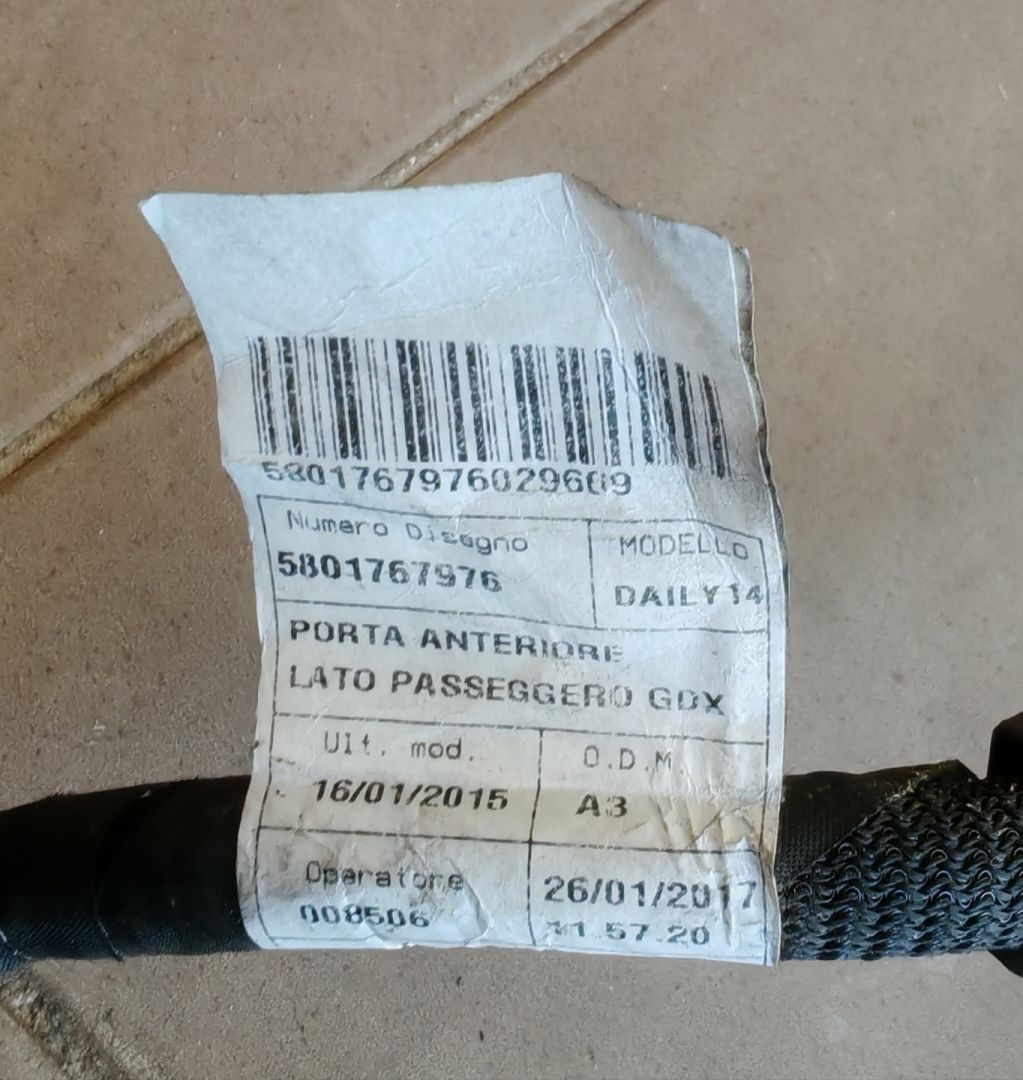 5801767976029669
Numero Disegno
MODELLO
5801767976
DAILY14
PORTA ANTERIORE
LATO PASSEGGERO GDX
Ult. mod.
O.D.M.
16/01/2015
A3
Operatore
26/01/2017
008506
11.57.20